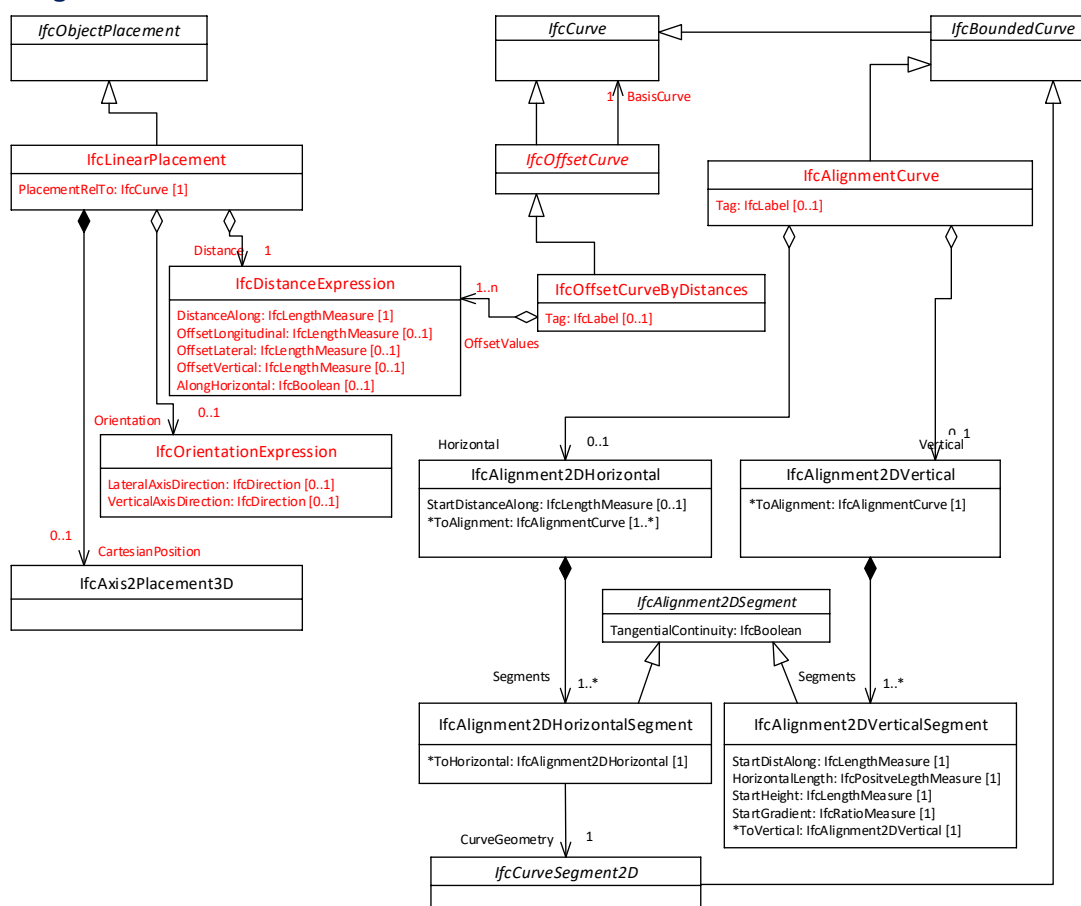 IfcObjectPlacement
IfcCurve
IfcBoundedCurve
1
BasisCurve
IfcLinearPlacement
PlacementRelTo: IfcCurve [1]
IfcOffsetCurve
IfcAlignmentCurve
Tag: IfcLabel [0..1]
Distance
1
IfcDistanceExpression
DistanceAlong: IfcLengthMeasure [1]
OffsetLongitudinal: IfcLengthMeasure [0..1]
OffsetLateral: IfcLengthMeasure [0..1]
OffsetVertical: IfcLengthMeasure [0..1]
AlongHorizontal: IfcBoolean [0..1]
1..n
OffsetValues
IfcOffsetCurveByDistances
Tag: IfcLabel [0..1]
Orientation
0..1
IfcOrientationExpression
LateralAxisDirection: IfcDirection [0..1]
VerticalAxisDirection: IfcDirection [0..1]
Horizontal
0..1
Vertical
0..1
IfcAlignment2DHorizontal
StartDistanceAlong: IfcLengthMeasure [0..1]
*ToAlignment: IfcAlignmentCurve [1..*]
IfcAlignment2DVertical
*ToAlignment: IfcAlignmentCurve [1]
0..1
CartesianPosition
IfcAxis2Placement3D
IfcAlignment2DSegment
TangentialContinuity: IfcBoolean
Segments
1..*
Segments
1..*
IfcAlignment2DHorizontalSegment
*ToHorizontal: IfcAlignment2DHorizontal [1]
IfcAlignment2DVerticalSegment
StartDistAlong: IfcLengthMeasure [1]
HorizontalLength: IfcPositveLegthMeasure [1]
StartHeight: IfcLengthMeasure [1]
StartGradient: IfcRatioMeasure [1]
*ToVertical: IfcAlignment2DVertical [1]
CurveGeometry
1
IfcCurveSegment2D